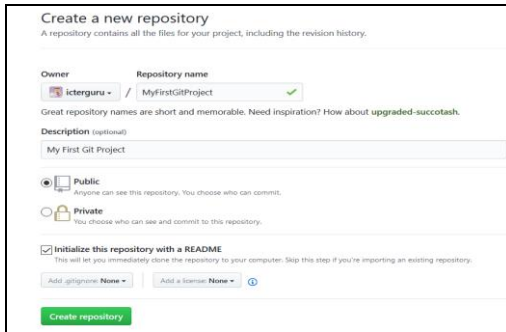 Create a new repository
A repository contains all the files for your project, including the revision history.
Owner Repository name
icterguru / MyFirstGitProject
Great repository names are short and memorable. Need inspiration? How about upgraded-succotash.
Description (optional)
My First Git Project
Public
Anyone can see this repository. You choose who can commit.
Private
You choose who can see and commit to this repository.
Initialize this repository with a README
This will let you immediately clone the repository to your computer. Skip this step if you're importing an existing repository.
Add .gitignore: None Add a license: None
Create repository